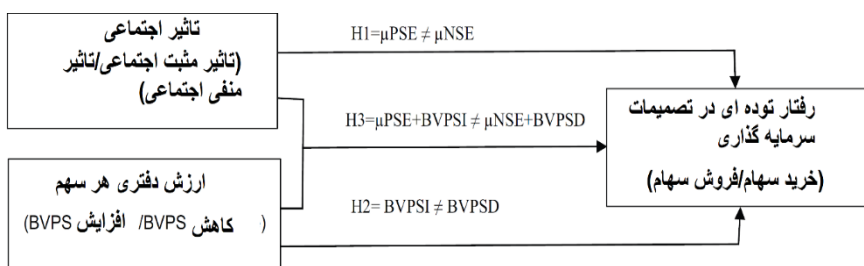 تاثیر اجتماعی
(تاثیر مثبت اجتماعی/تاثیر
منفی اجتماعی)
H1=μPSE ≠ μNSE
H3=μPSE+BVPSI ≠ μNSE+BVPSD
رفتار توده ای در تصمیمات
سرمایه گذاری
(خرید سهام/فروش سهام)
ارزش دفتری هر سهم
(کاهش BVPS/ افزایش BVPS)
H2= BVPSI ≠ BVPSD